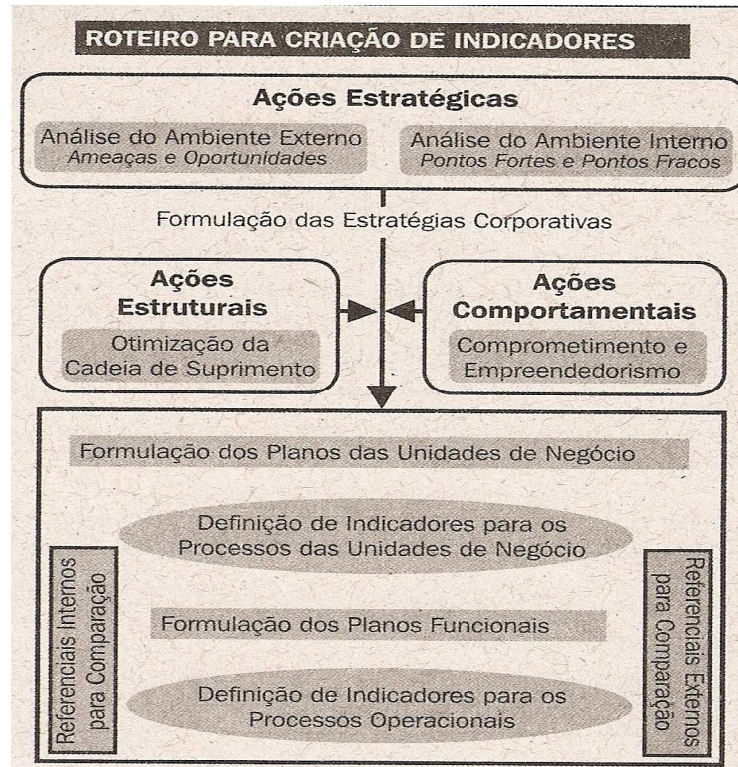 ROTEIRO PARA CRIAÇÃO DE INDICADORES
Ações Estratégicas
Análise do Ambiente Externo
Ameaças e Oportunidades
Análise do Ambiente Interno
Pontos Fortes e Pontos Fracos
Formulação das Estratégias Corporativas
Ações
Estruturais
Otimização da
Cadeia de Suprimento
Ações
Comportamentais
Comprometimento e
Empreendedorismo
Formulação dos Planos das Unidades de Negócio
Definição de Indicadores para os
Processos das Unidades de Negócio
Referenciais Internos
para Comparação
Referenciais Externos
para Comparação
Formulação dos Planos Funcionais
Definição de Indicadores para os
Processos Operacionais